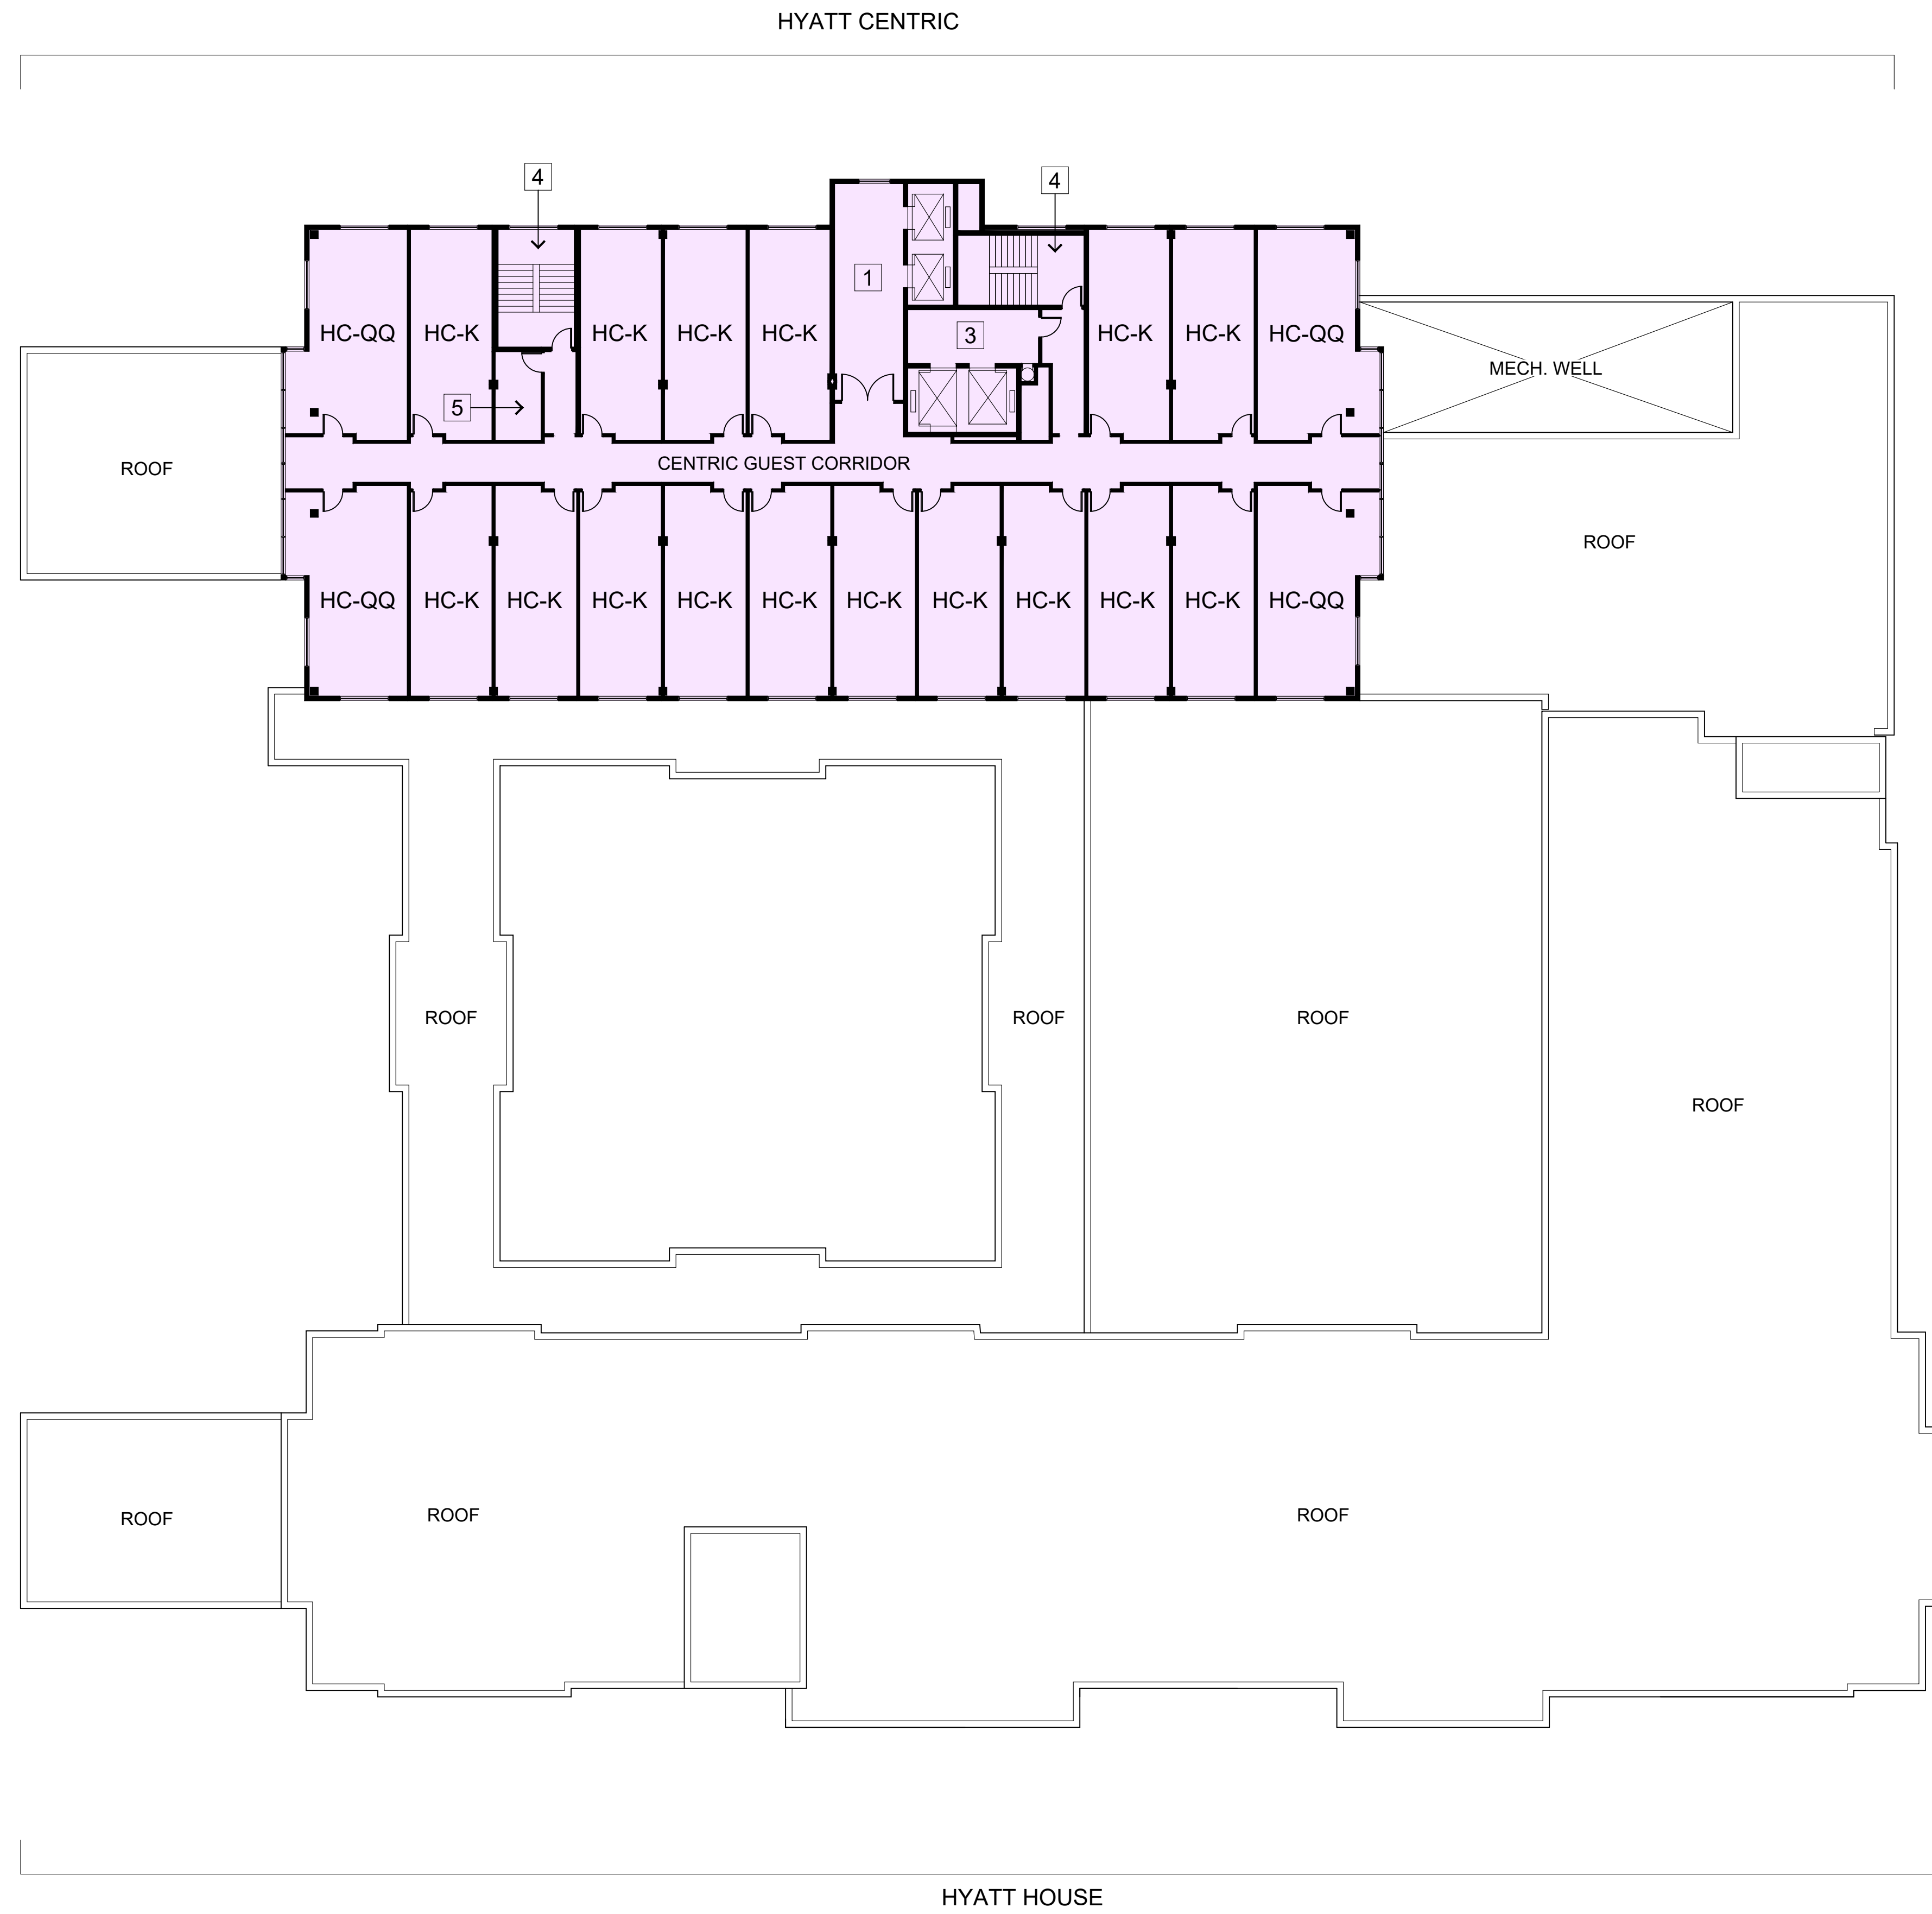 HYATT CENTRIC
4
4
1
HC-QQ
HC-K
HC-K
HC-K
HC-K
3
HC-K
HC-K
HC-QQ
MECH. WELL
5
ROOF
CENTRIC GUEST CORRIDOR
ROOF
HC-QQ
HC-K
HC-K
HC-K
HC-K
HC-K
HC-K
HC-K
HC-K
HC-K
HC-K
HC-QQ
ROOF
ROOF
ROOF
ROOF
ROOF
ROOF
ROOF
HYATT HOUSE